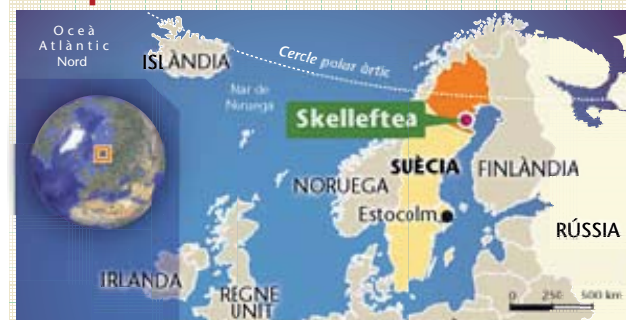 Oceà
Atlàntic
Nord
ISLÀNDIA
Cercle polar àrtic
Mar de
Noruega
Skelleftea
SUÈCIA
FINLÀNDIA
NORUEGA
Estocolm
RÚSSIA
IRLANDA
REGNE
UNIT
0 250 500 km